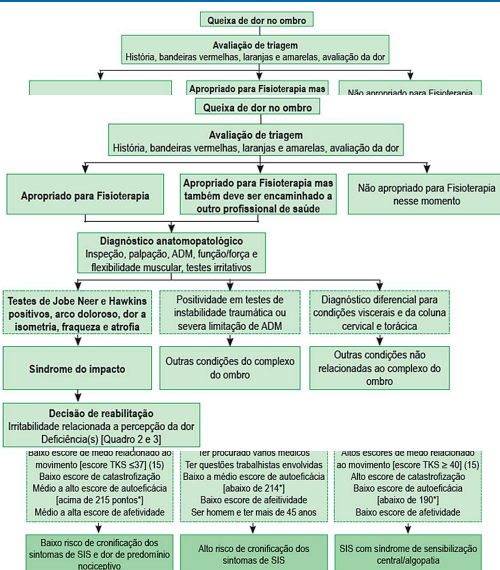 Queixa de dor no ombro
Avaliação de triagem
História, bandeiras vermelhas, laranjas e amarelas, avaliação da dor
Apropriado para Fisioterapia mas
Não apropriado para Fisioterapia
Queixa de dor no ombro
Avaliação de triagem
História, bandeiras vermelhas, laranjas e amarelas, avaliação da dor
Apropriado para Fisioterapia
Apropriado para Fisioterapia mas
também deve ser encaminhado a
outro profissional de saúde
Não apropriado para Fisioterapia
nesse momento
Diagnóstico anatomopatológico
Inspeção, palpação, ADM, função/força e
flexibilidade muscular, testes irritativos
Testes de Jobe Neer e Hawkins
positivos, arco doloroso, dor a
isometria, fraqueza e atrofia
Positividade em testes de
instabilidade traumática ou
severa limitação de ADM
Diagnóstico diferencial para
condições viscerais e da coluna
cervical e torácica
Síndrome do impacto
Outras condições do complexo
do ombro
Outras condições não
relacionadas ao complexo do
ombro
Decisão de reabilitação
Irritabilidade relacionada a percepção da dor
Deficiência(s) [Quadro 2 e 3]
Baixo escore de medo relacionado ao
movimento [escore TKS ≤37] (15)
Baixo escore de catastrofização
Médio a alto escore de autoeficácia
[acima de 215 pontos*]
Médio a alta escore de afetividade
Ter procurado vários médicos
Ter questões trabalhistas envolvidas
Baixo a médio escore de autoeficácia
[abaixo de 214*]
Baixo escore de afeitividade
Ser homem e ter mais de 45 anos
Altos escores de medo relacionado
ao movimento [escore TKS ≥ 40] (15)
Alto escore de catastrofização
Baixo escore de autoeficácia
[abaixo de 190*]
Baixo escore de afetividade
Baixo risco de cronificação dos
sintomas de SIS e dor de predomínio
nociceptivo
Alto risco de cronificação dos
sintomas de SIS
SIS com síndrome de sensibilização
central/algopatia